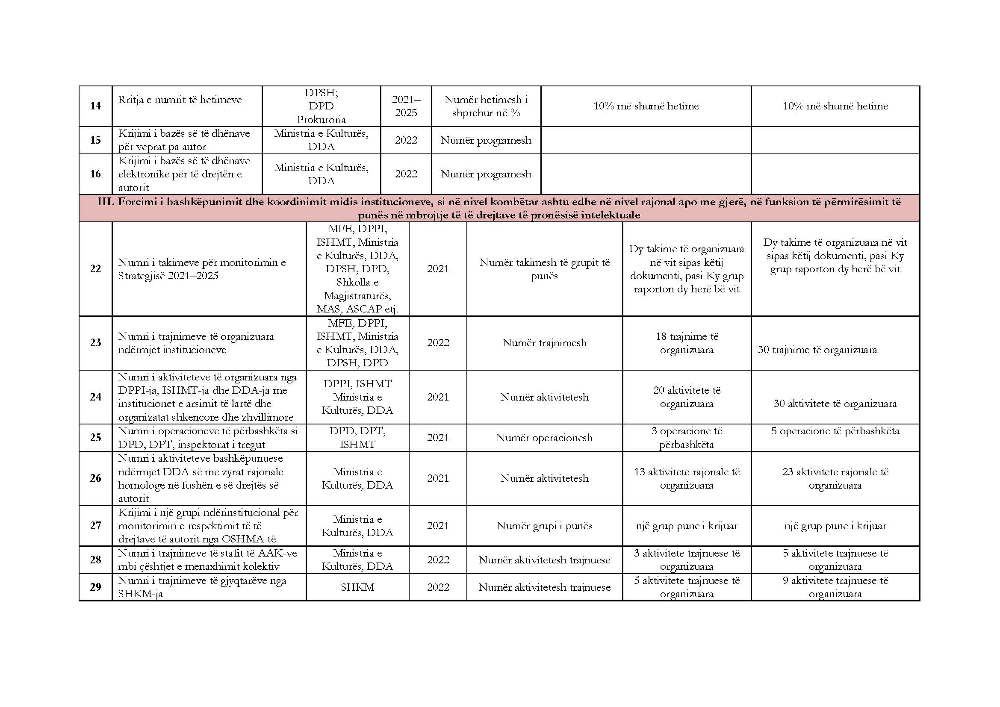 14
Rritja e numrit të hetimeve
DPSH;
DPD
Prokuroria
2021–
2025
Numër hetimesh i
shprehur në %
10% më shumë hetime
10% më shumë hetime
15
Krijimi i bazës së të dhënave
për veprat pa autor
Ministria e Kulturës,
DDA
2022
Numër programesh
16
Krijimi i bazës së të dhënave
elektronike për të drejtën e
autorit
Ministria e Kulturës,
DDA
2022
Numër programesh
III. Forcimi i bashkëpunimit dhe koordinimit midis institucioneve, si në nivel kombëtar ashtu edhe në nivel rajonal apo me gjerë, në funksion të përmirësimit të
punës në mbrojtje të të drejtave të pronësisë intelektuale
22
Numri i takimeve për monitorimin e
Strategjisë 2021–2025
MFE, DPPI,
ISHMT, Ministria
e Kulturës, DDA,
DPSH, DPD,
Shkolla e
Magjistraturës,
MAS, ASCAP etj.
2021
Numër takimesh të grupit të
punës
Dy takime të organizuara
në vit sipas këtij
dokumenti, pasi Ky grup
raporton dy herë bë vit
Dy takime të organizuara në vit
sipas këtij dokumenti, pasi Ky
grup raporton dy herë bë vit
23
Numri i trajnimeve të organizuara
ndërmjet institucioneve
MFE, DPPI,
ISHMT, Ministria
e Kulturës, DDA,
DPSH, DPD
2022
Numër trajnimesh
18 trajnime të
organizuara
30 trajnime të organizuara
24
Numri i aktiviteteve të organizuara nga
DPPI-ja, ISHMT-ja dhe DDA-ja me
institucionet e arsimit të lartë dhe
organizatat shkencore dhe zhvillimore
DPPI, ISHMT
Ministria e
Kulturës, DDA
2021
Numër aktivitetesh
20 aktivitete të
organizuara
30 aktivitete të organizuara
25
Numri i operacioneve të përbashkëta si
DPD, DPT, inspektorat i tregut
DPD, DPT,
ISHMT
2021
Numër operacionesh
3 operacione të
përbashkëta
5 operacione të përbashkëta
26
Numri i aktiviteteve bashkëpunuese
ndërmjet DDA-së me zyrat rajonale
homologe në fushën e së drejtës së
autorit
Ministria e
Kulturës, DDA
2021
Numër aktivitetesh
13 aktivitete rajonale të
organizuara
23 aktivitete rajonale të
organizuara
27
Krijimi i një grupi ndërinstitucional për
monitorimin e respektimit të të
drejtave të autorit nga OSHMA-të.
Ministria e
Kulturës, DDA
2021
Numër grupi i punës
një grup pune i krijuar
një grup pune i krijuar
28
Numri i trajnimeve të stafit të AAK-ve
mbi çështjet e menaxhimit kolektiv
Ministria e
Kulturës, DDA
2022
Numër aktivitetesh trajnuese
3 aktivitete trajnuese të
organizuara
5 aktivitete trajnuese të
organizuara
29
Numri i trajnimeve të gjyqtarëve nga
SHKM-ja
SHKM
2022
Numër aktivitetesh trajnuese
5 aktivitete trajnuese të
organizuara
9 aktivitete trajnuese të
organizuara